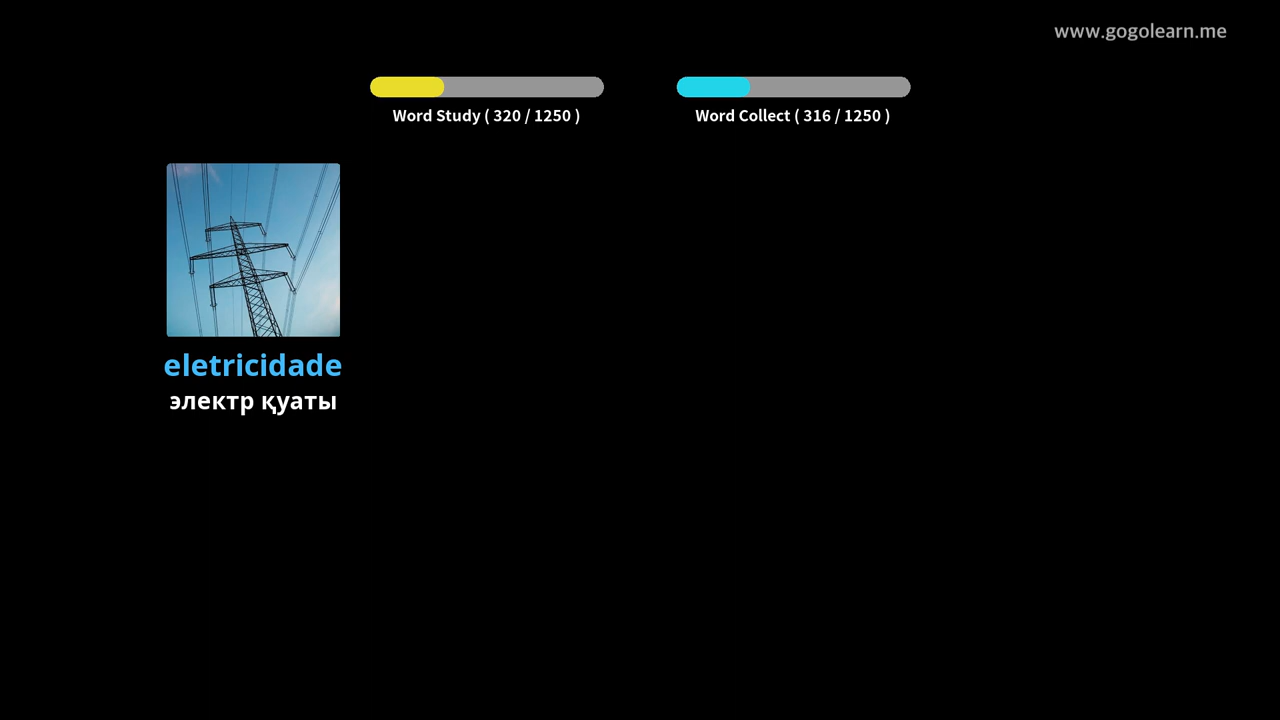 www.gogolearn.me
Word Study ( 320 / 1250 )
Word Collect ( 316 / 1250 )
eletricidade
электр қуаты